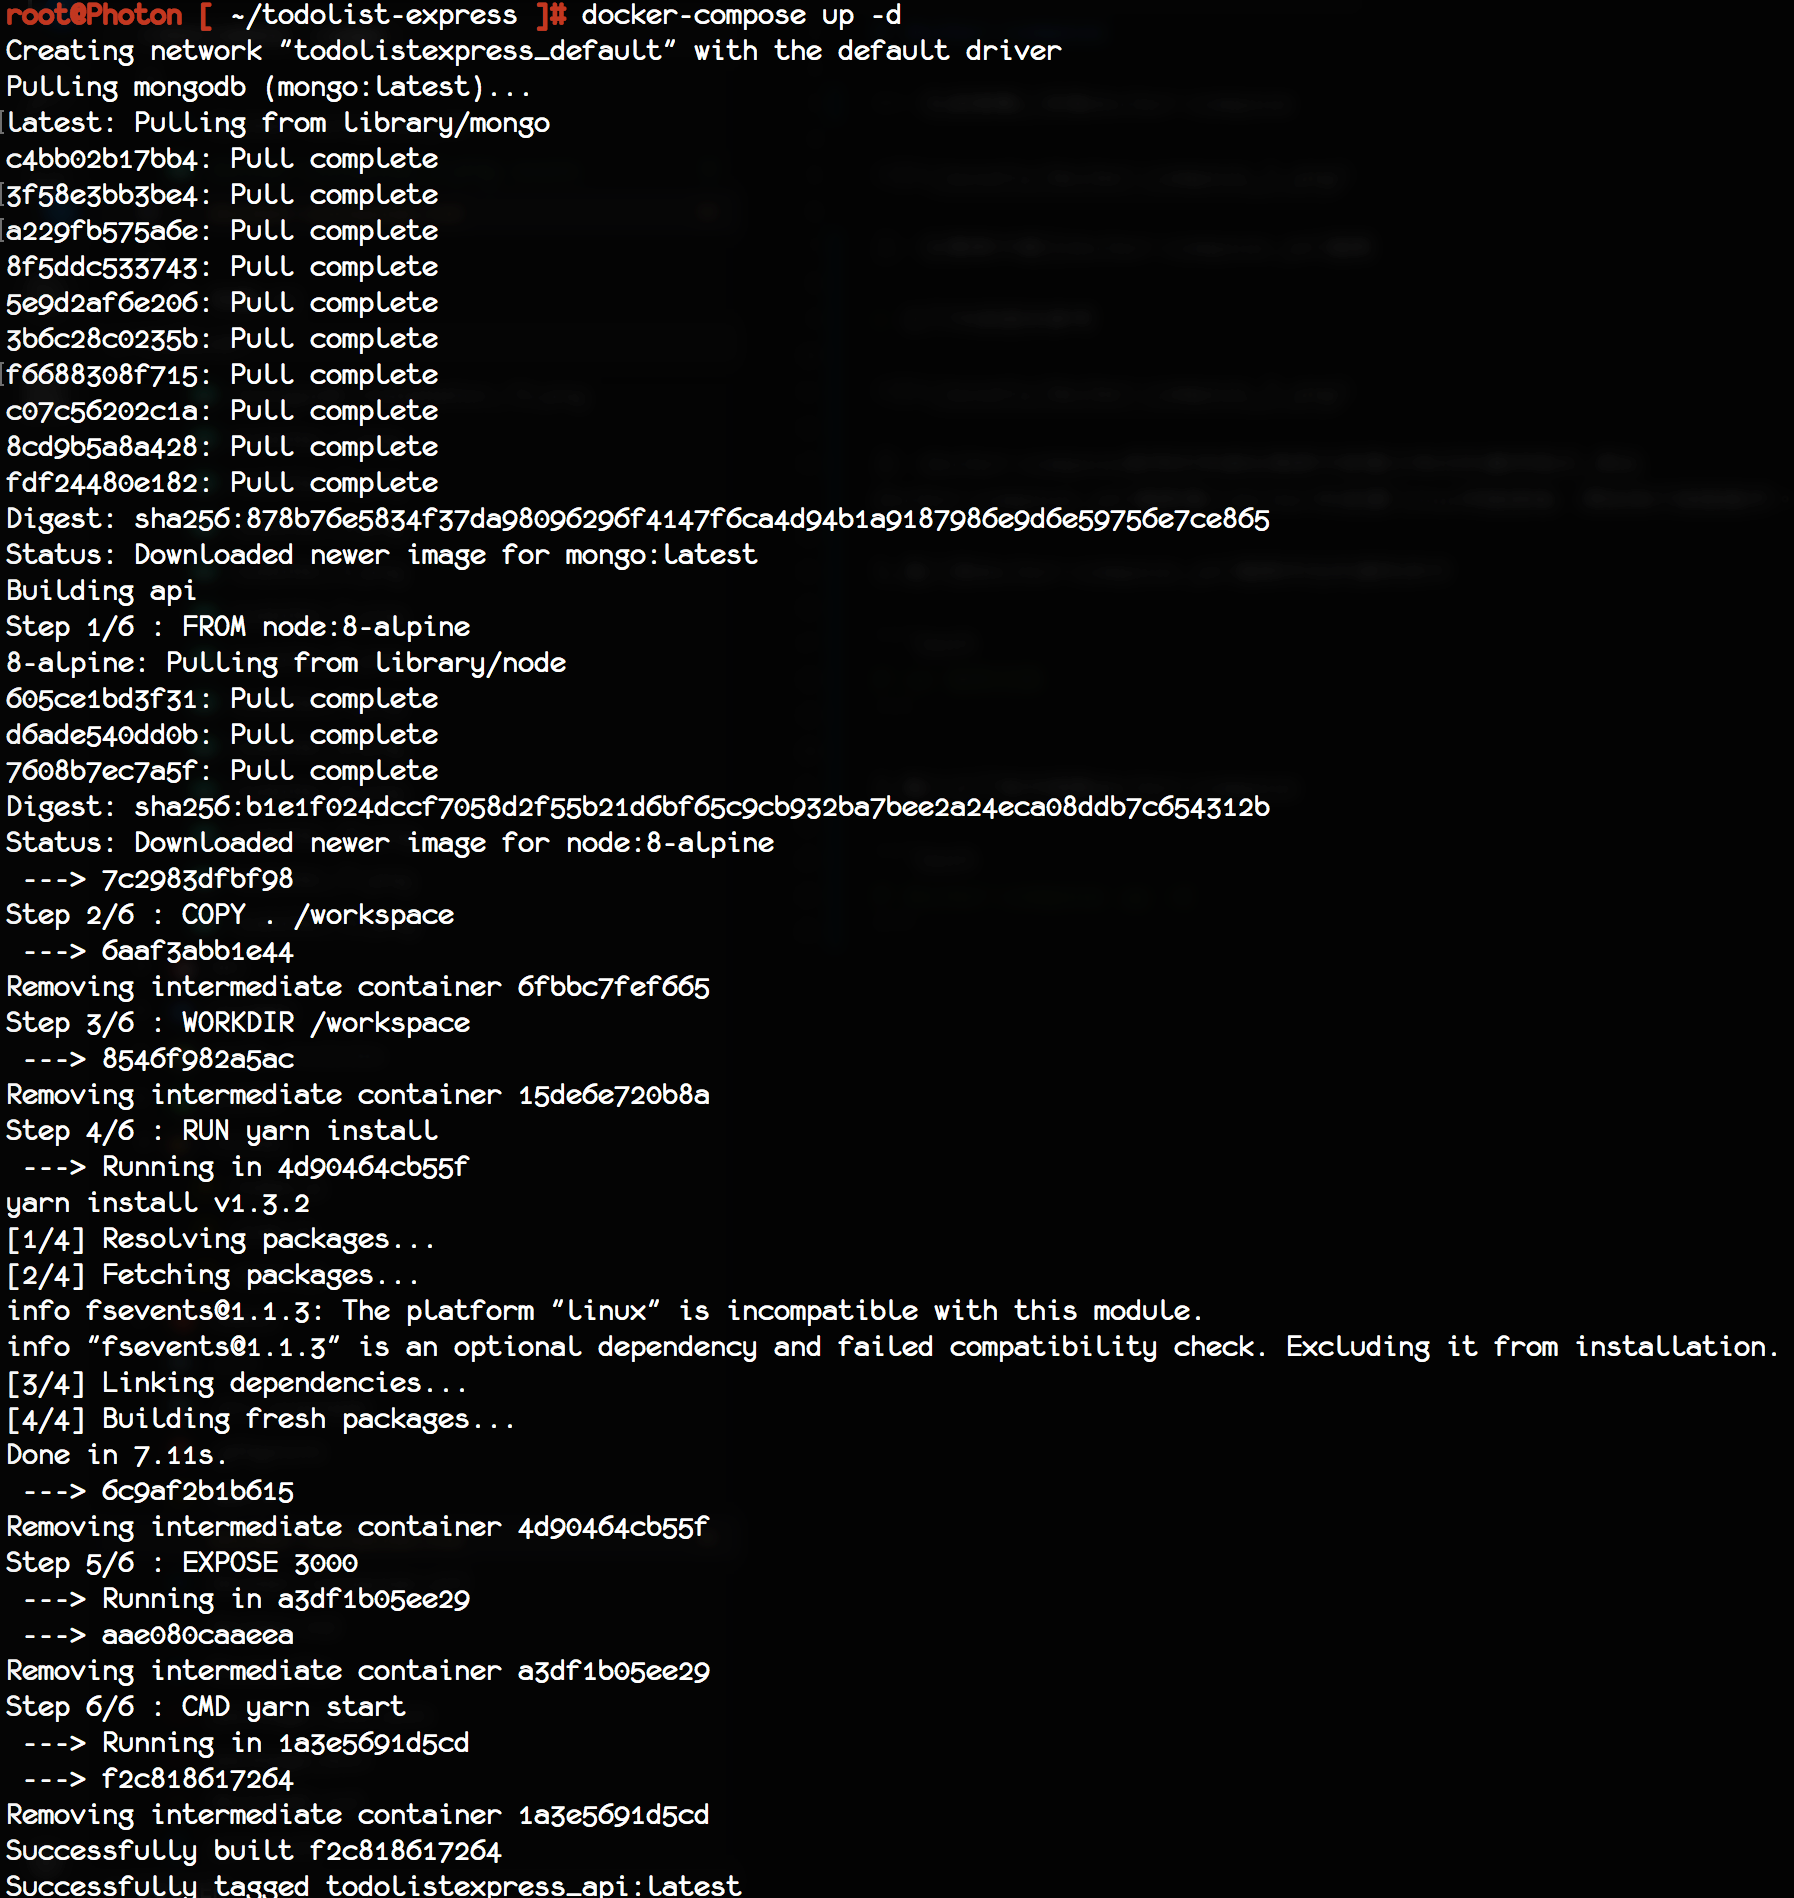 root@Photon [ ~/todolist-express ]# docker-compose up -d
Creating network "todolistexpress_default" with the default driver
Pulling mongodb (mongo:latest)...
latest: Pulling from library/mongo
c4bb02b17bb4: Pull complete
3f58e3bb3be4: Pull complete
a229fb575a6e: Pull complete
8f5ddc533743: Pull complete
5e9d2af6e206: Pull complete
3b6c28c0235b: Pull complete
f6688308f715: Pull complete
c07c56202c1a: Pull complete
8cd9b5a8a428: Pull complete
fdf24480e182: Pull complete
Digest: sha256:878b76e5834f37da98096296f4147f6ca4d94b1a9187986e9d6e59756e7ce865
Status: Downloaded newer image for mongo:latest
Building api
Step 1/6 : FROM node:8-alpine
8-alpine: Pulling from library/node
605ce1bd3f31: Pull complete
d6ade540dd0b: Pull complete
7608b7ec7a5f: Pull complete
Digest: sha256:b1e1f024dccf7058d2f55b21d6bf65c9cb932ba7bee2a24eca08ddb7c654312b
Status: Downloaded newer image for node:8-alpine
 ---> 7c2983dfbf98
Step 2/6 : COPY . /workspace
 ---> 6aaf3abb1e44
Removing intermediate container 6fbbc7fef665
Step 3/6 : WORKDIR /workspace
 ---> 8546f982a5ac
Removing intermediate container 15de6e720b8a
Step 4/6 : RUN yarn install
 ---> Running in 4d90464cb55f
yarn install v1.3.2
[1/4] Resolving packages...
[2/4] Fetching packages...
info fsevents@1.1.3: The platform "linux" is incompatible with this module.
info "fsevents@1.1.3" is an optional dependency and failed compatibility check. Excluding it from installation.
[3/4] Linking dependencies...
[4/4] Building fresh packages...
Done in 7.11s.
 ---> 6c9af2b1b615
Removing intermediate container 4d90464cb55f
Step 5/6 : EXPOSE 3000
 ---> Running in a3df1b05ee29
 ---> aae080caaeea
Removing intermediate container a3df1b05ee29
Step 6/6 : CMD yarn start
 ---> Running in 1a3e5691d5cd
 ---> f2c818617264
Removing intermediate container 1a3e5691d5cd
Successfully built f2c818617264
Successfully tagged todolistexpress_api:latest